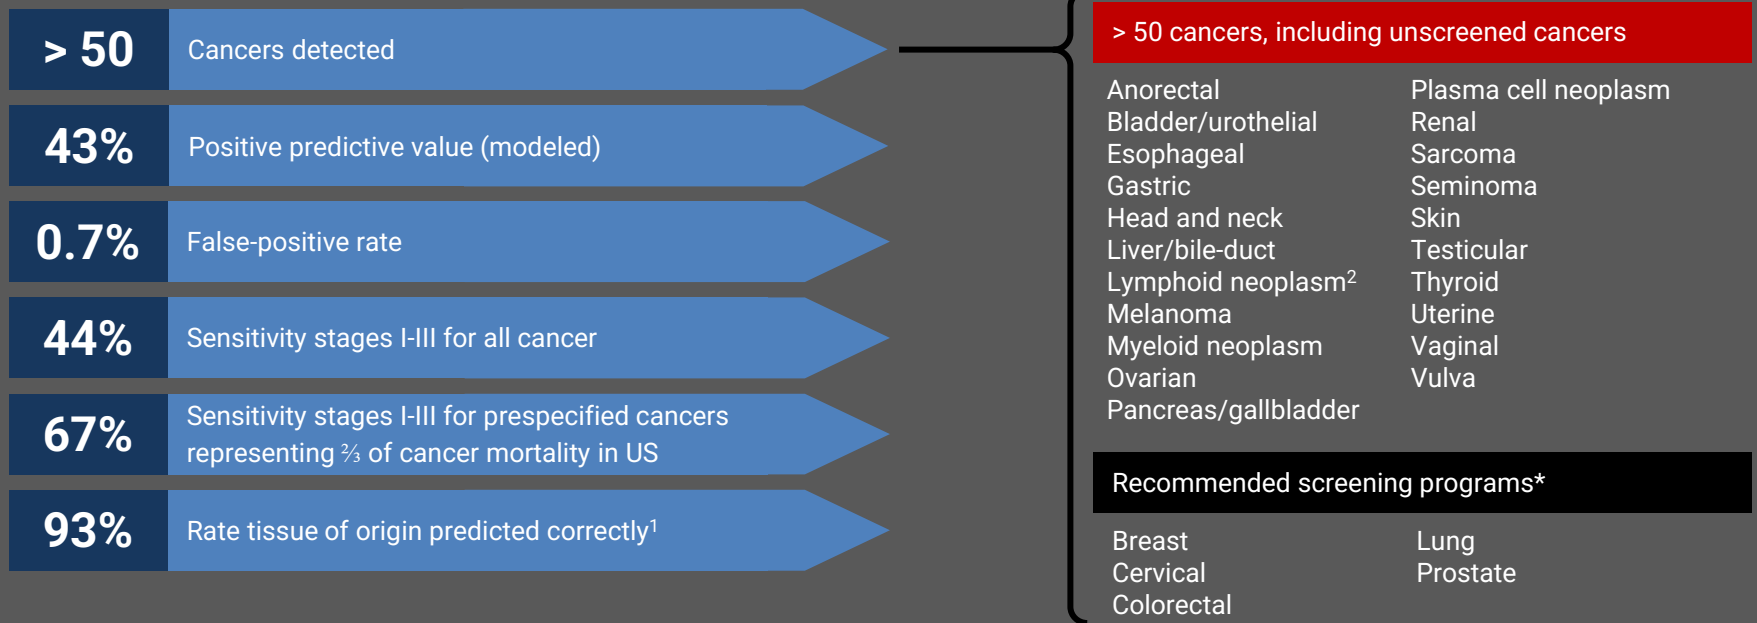 > 50
Cancers detected
43%
Positive predictive value (modeled)
0.7%
False-positive rate
44%
Sensitivity stages I-III for all cancer
67%
Sensitivity stages I-III for prespecified cancers
representing ⅔ of cancer mortality in US
93%
Rate tissue of origin predicted correctly¹
> 50 cancers, including unscreened cancers
Anorectal
Bladder/urothelial
Esophageal
Gastric
Head and neck
Liver/bile-duct
Lymphoid neoplasm²
Melanoma
Myeloid neoplasm
Ovarian
Pancreas/gallbladder
Plasma cell neoplasm
Renal
Sarcoma
Seminoma
Skin
Testicular
Thyroid
Uterine
Vaginal
Vulva
Recommended screening programs*
Breast
Cervical
Colorectal
Lung
Prostate